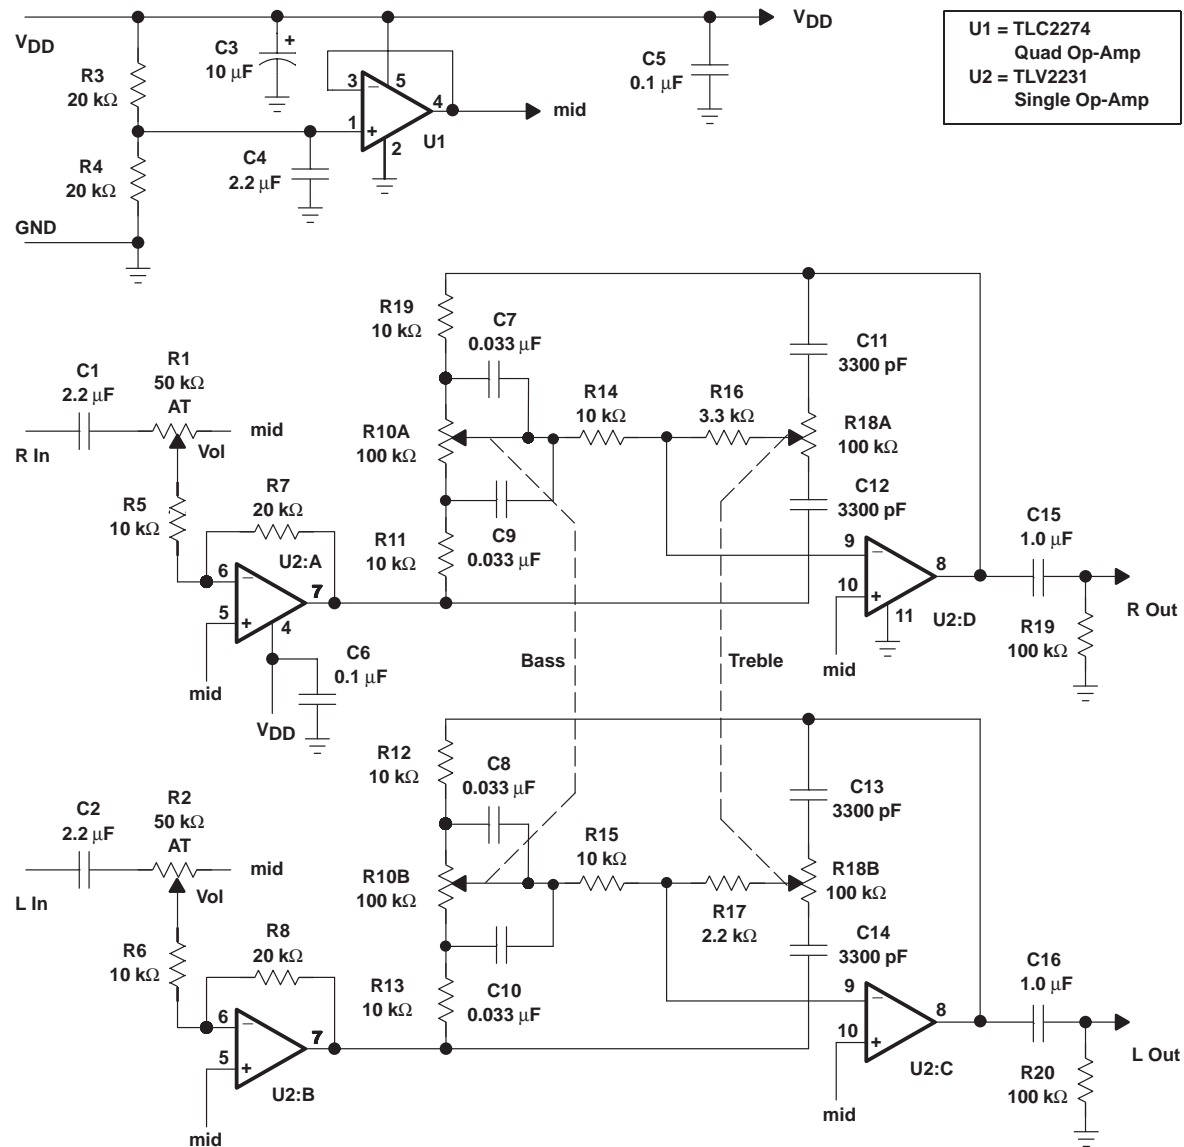 VDD
VDD
U1 = TLC2274
Quad Op-Amp
U2 = TLV2231
Single Op-Amp
R3
20 kΩ
C3
10 μF
+
3
−
5
4
mid
1
+
2
U1
C5
0.1 μF
R4
20 kΩ
C4
2.2 μF
GND
R19
10 kΩ
C7
0.033 μF
C11
3300 pF
C1
2.2 μF
R1
50 kΩ
AT
mid
R In
Vol
R10A
100 kΩ
R14
10 kΩ
R16
3.3 kΩ
R18A
100 kΩ
R5
10 kΩ
R7
20 kΩ
C9
0.033 μF
C12
3300 pF
R11
10 kΩ
U2:A
6
−
7
5
+
4
mid
C6
0.1 μF
VDD
9
−
8
10
+
11
U2:D
mid
C15
1.0 μF
R Out
R19
100 kΩ
Bass
Treble
R12
10 kΩ
C8
0.033 μF
C13
3300 pF
C2
2.2 μF
R2
50 kΩ
AT
mid
L In
Vol
R10B
100 kΩ
R15
10 kΩ
R17
2.2 kΩ
R18B
100 kΩ
R6
10 kΩ
R8
20 kΩ
C10
0.033 μF
C14
3300 pF
R13
10 kΩ
6
−
7
5
+
U2:B
mid
9
−
8
10
+
U2:C
mid
C16
1.0 μF
L Out
R20
100 kΩ